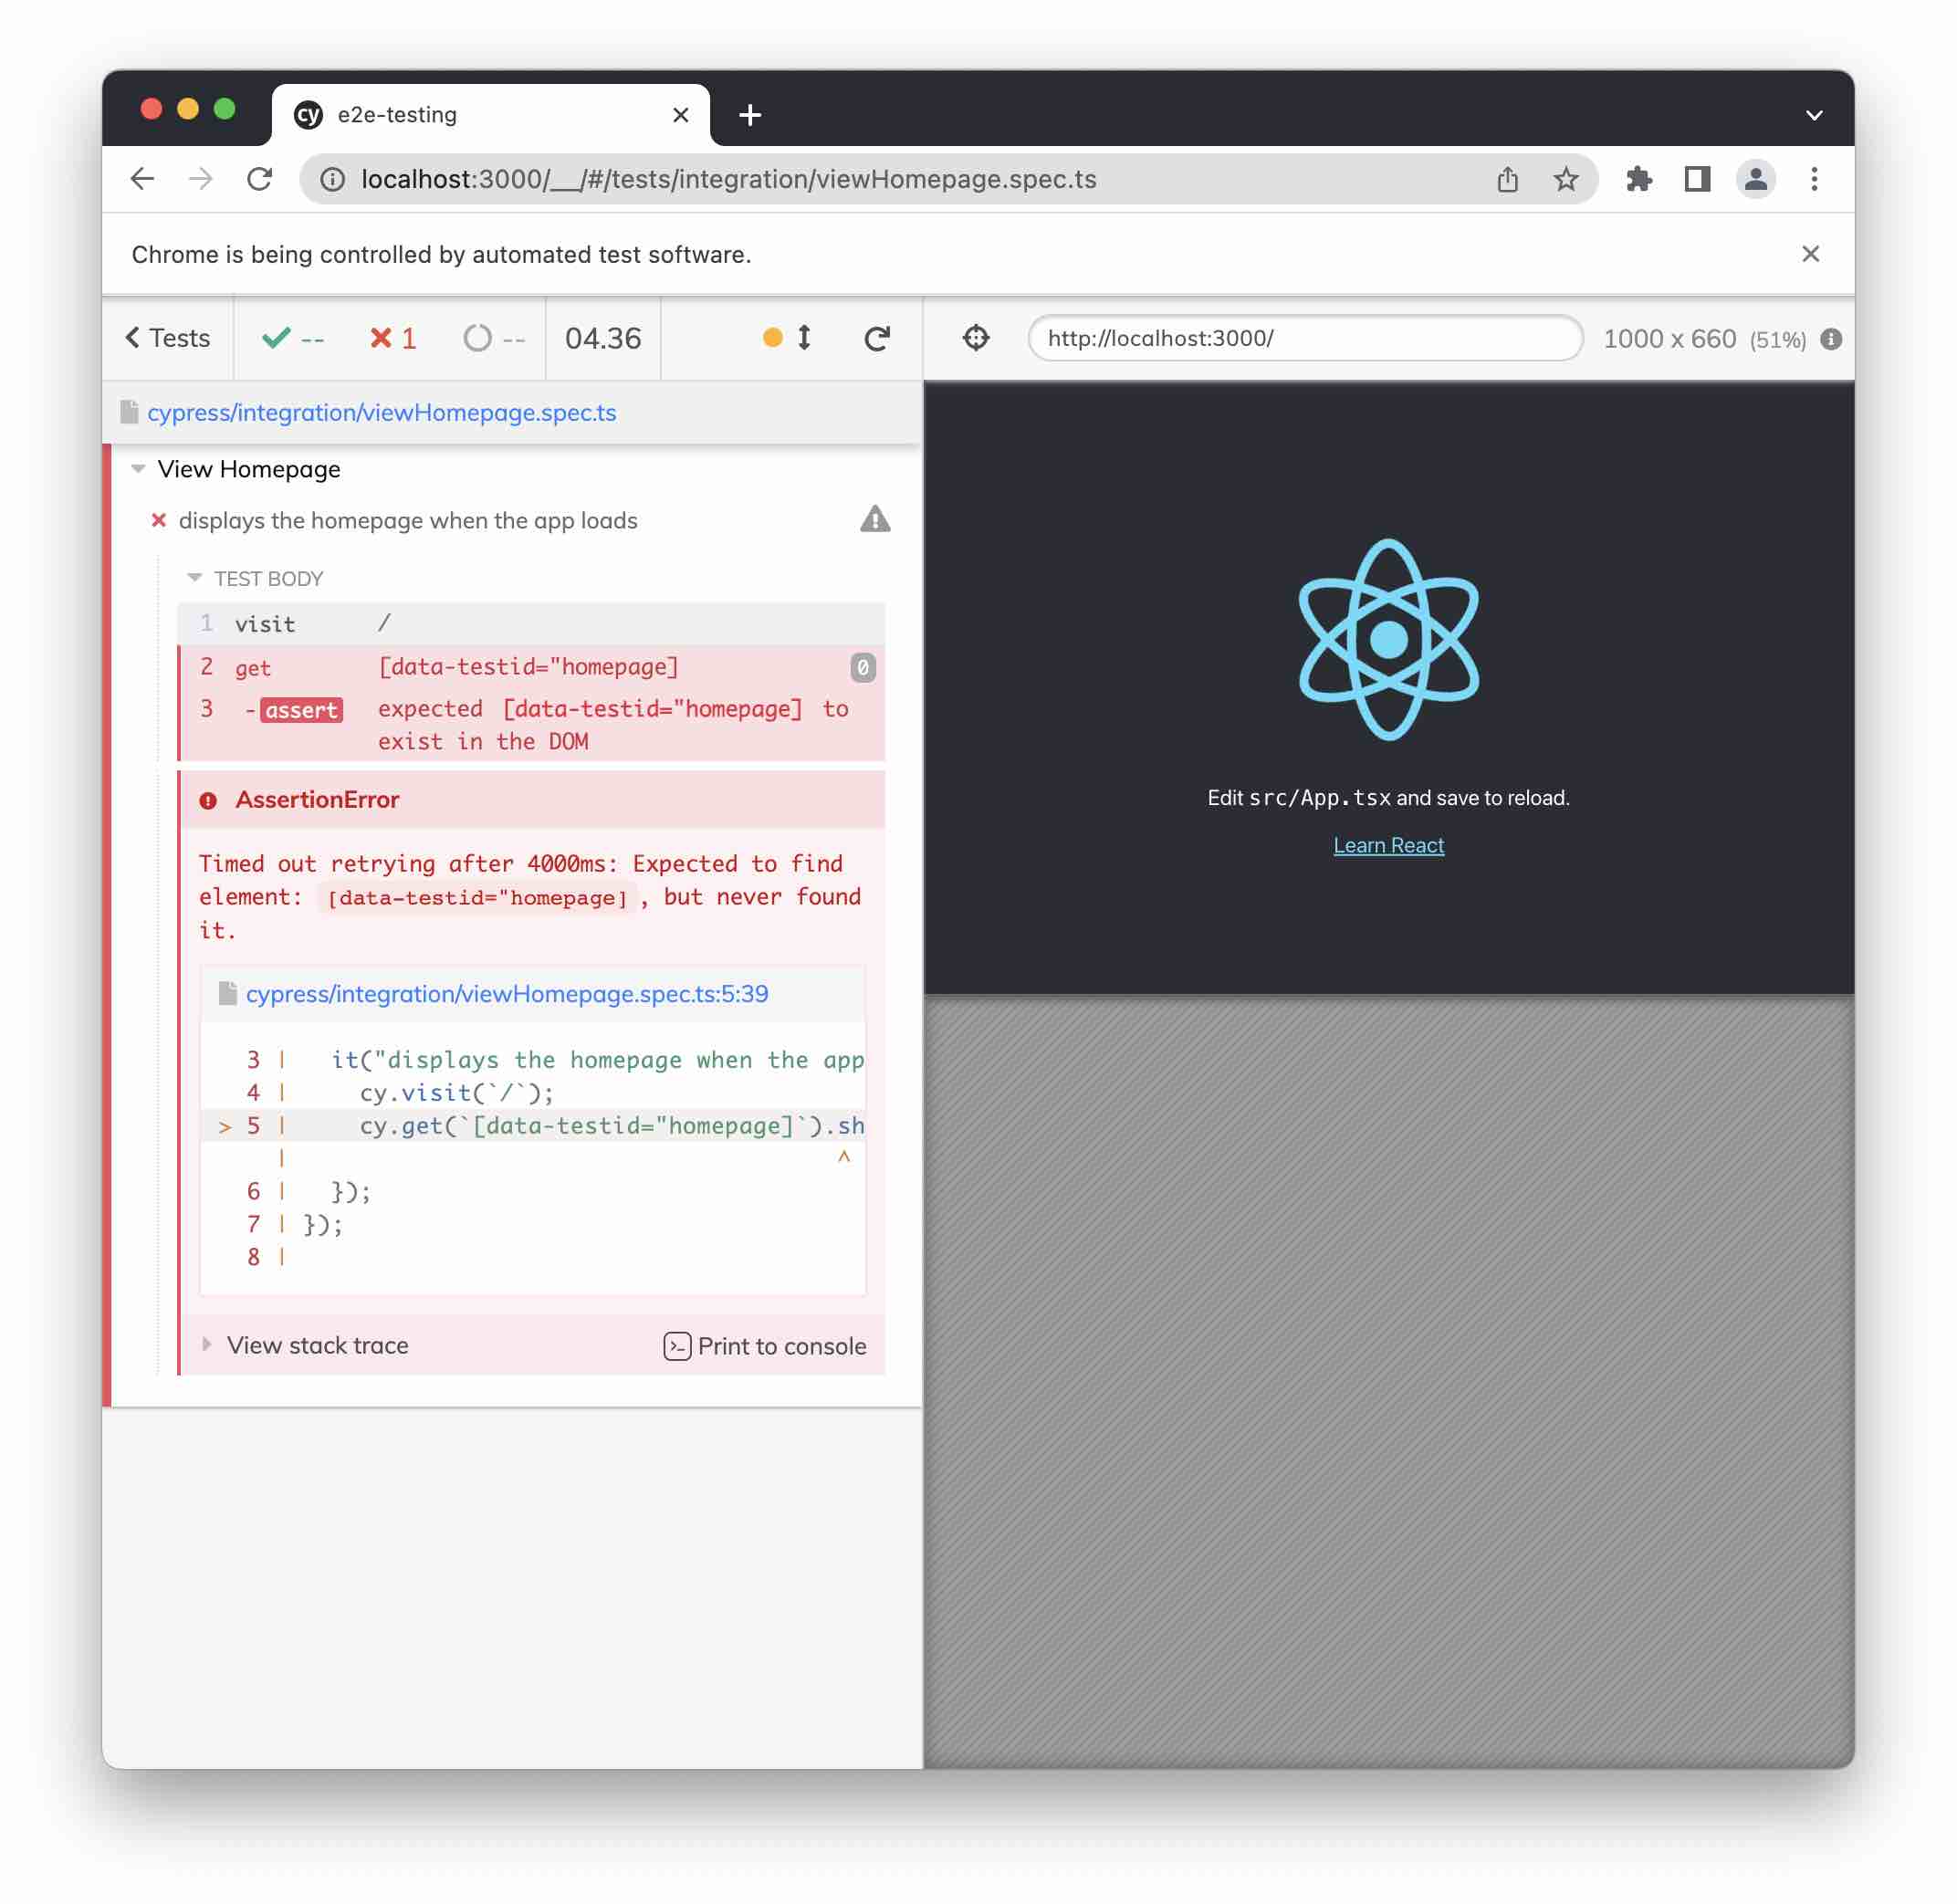 cy e2e-testing
localhost:3000/__/#/tests/integration/viewHomepage.spec.ts
Chrome is being controlled by automated test software.
Tests -- 1 -- 04.36
http://localhost:3000/ 1000 x 660 (51%)
cypress/integration/viewHomepage.spec.ts
View Homepage
displays the homepage when the app loads
TEST BODY
1 visit /
2 get [data-testid="homepage] 0
3 -assert expected [data-testid="homepage] to
exist in the DOM
AssertionError
Timed out retrying after 4000ms: Expected to find
element: [data-testid="homepage] , but never found
it.
cypress/integration/viewHomepage.spec.ts:5:39
3 | it("displays the homepage when the app
4 | cy.visit(`/`);
> 5 | cy.get(`[data-testid="homepage]`).sh
| ^
6 | });
7 | });
8 |
View stack trace Print to console
Edit src/App.tsx and save to reload.
Learn React